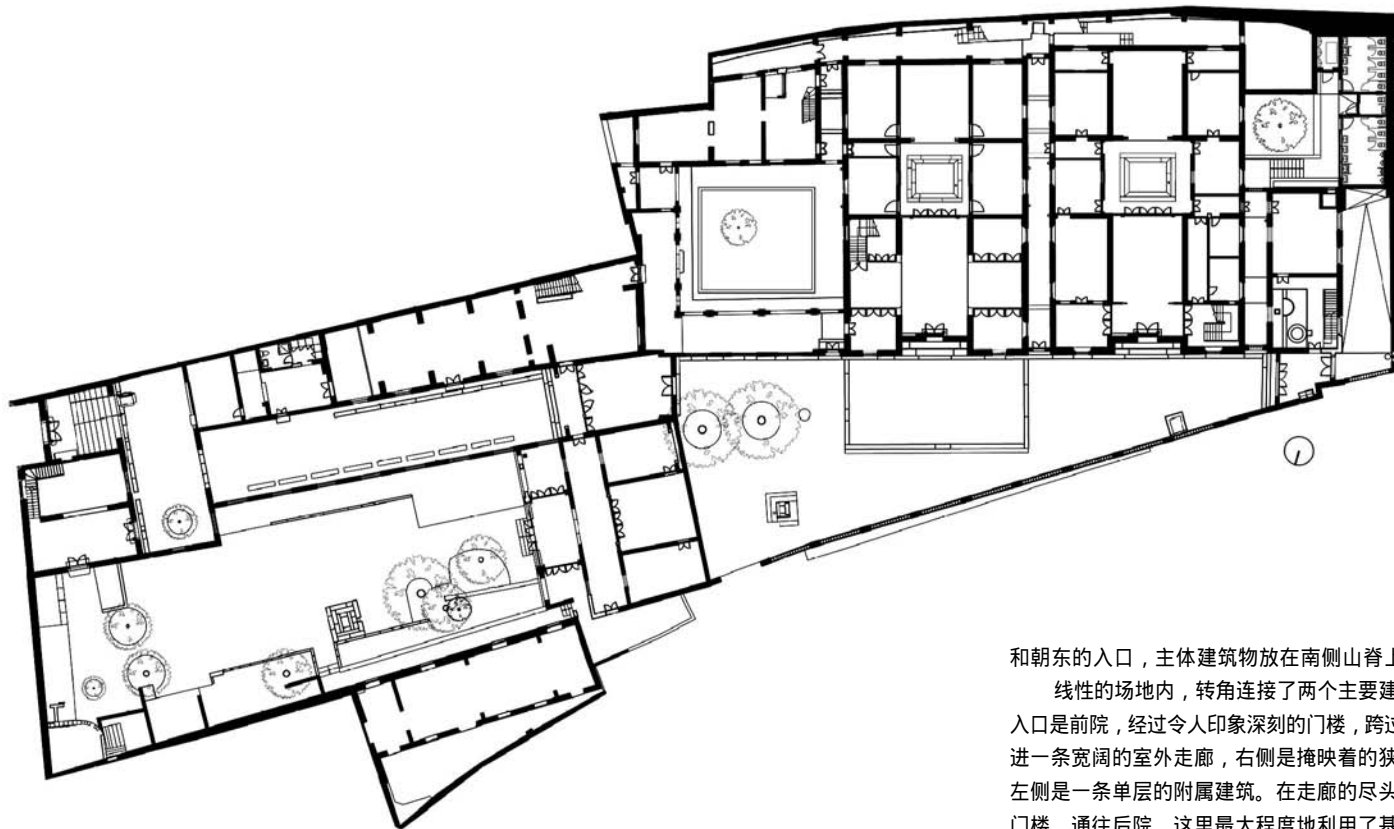 和朝东的入口，主体建筑物放在南侧山脊上
线性的场地内，转角连接了两个主要建
入口是前院，经过令人印象深刻的门楼，跨过
进一条宽阔的室外走廊，右侧是掩映着的狭
左侧是一条单层的附属建筑。在走廊的尽头
门楼，通往后院，这里最大程度地利用了基